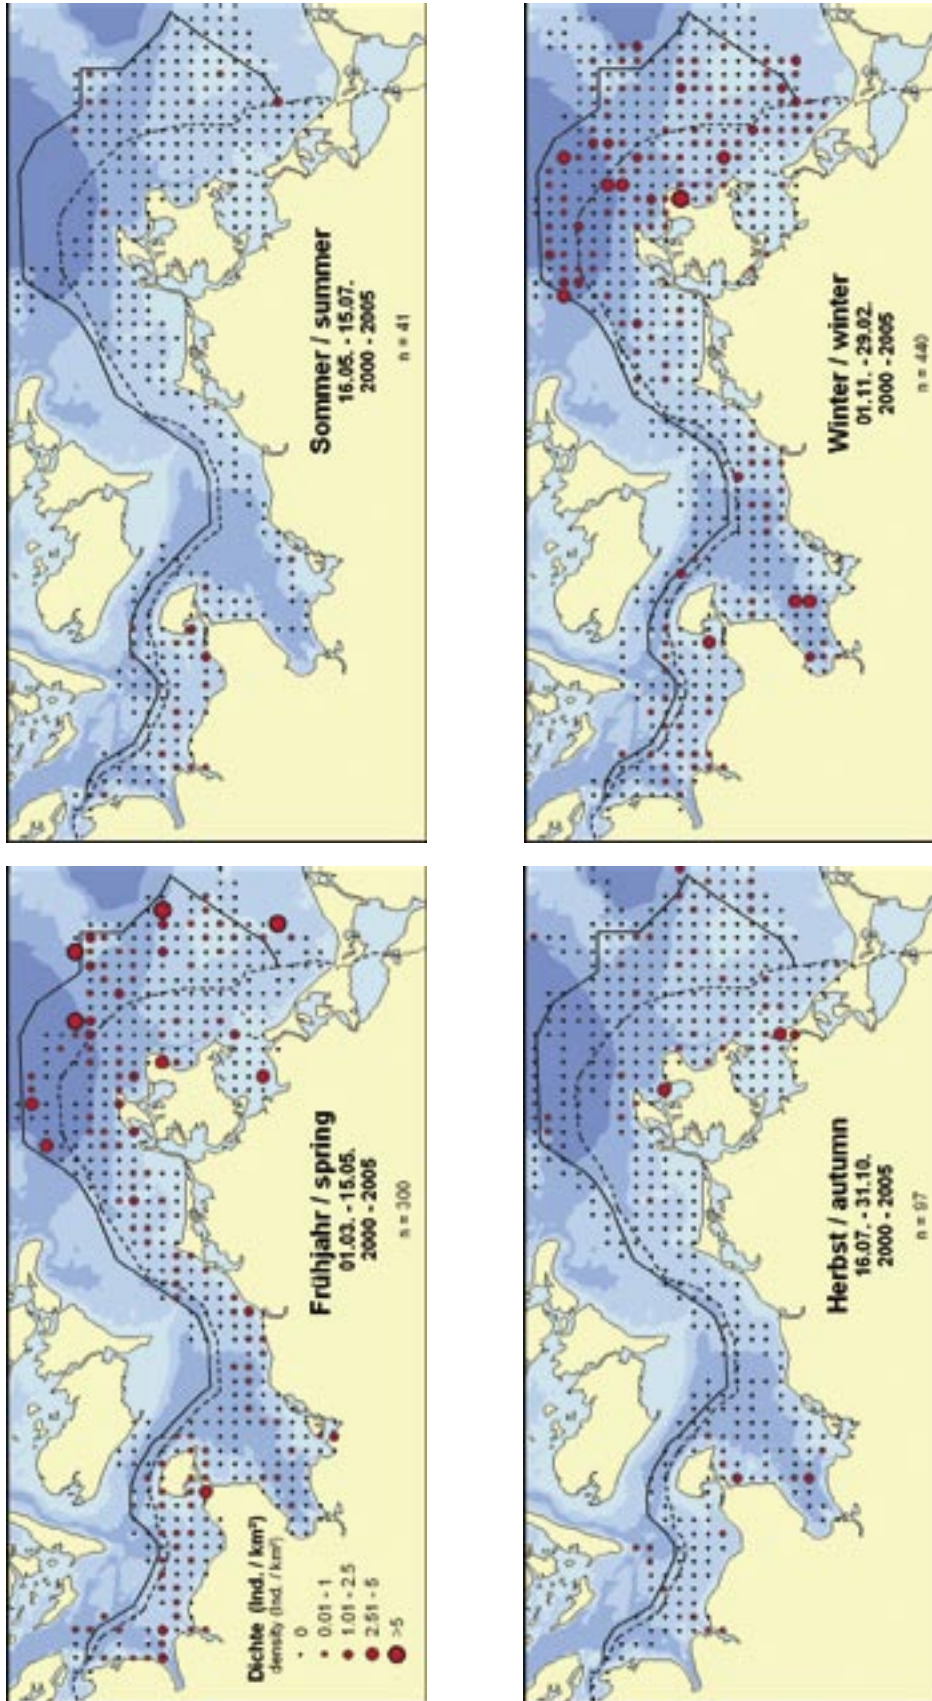 Frühjahr / spring
01.03. - 15.05.
2000 - 2005
n = 300
Dichte (Ind. / km²)
density (Ind. / km²)
0
0.01 - 1
1.01 - 2.5
2.51 - 5
>5
Sommer / summer
16.05. - 15.07.
2000 - 2005
n = 41
Herbst / autumn
16.07. - 31.10.
2000 - 2005
n = 97
Winter / winter
01.11. - 29.02.
2000 - 2005
n = 440